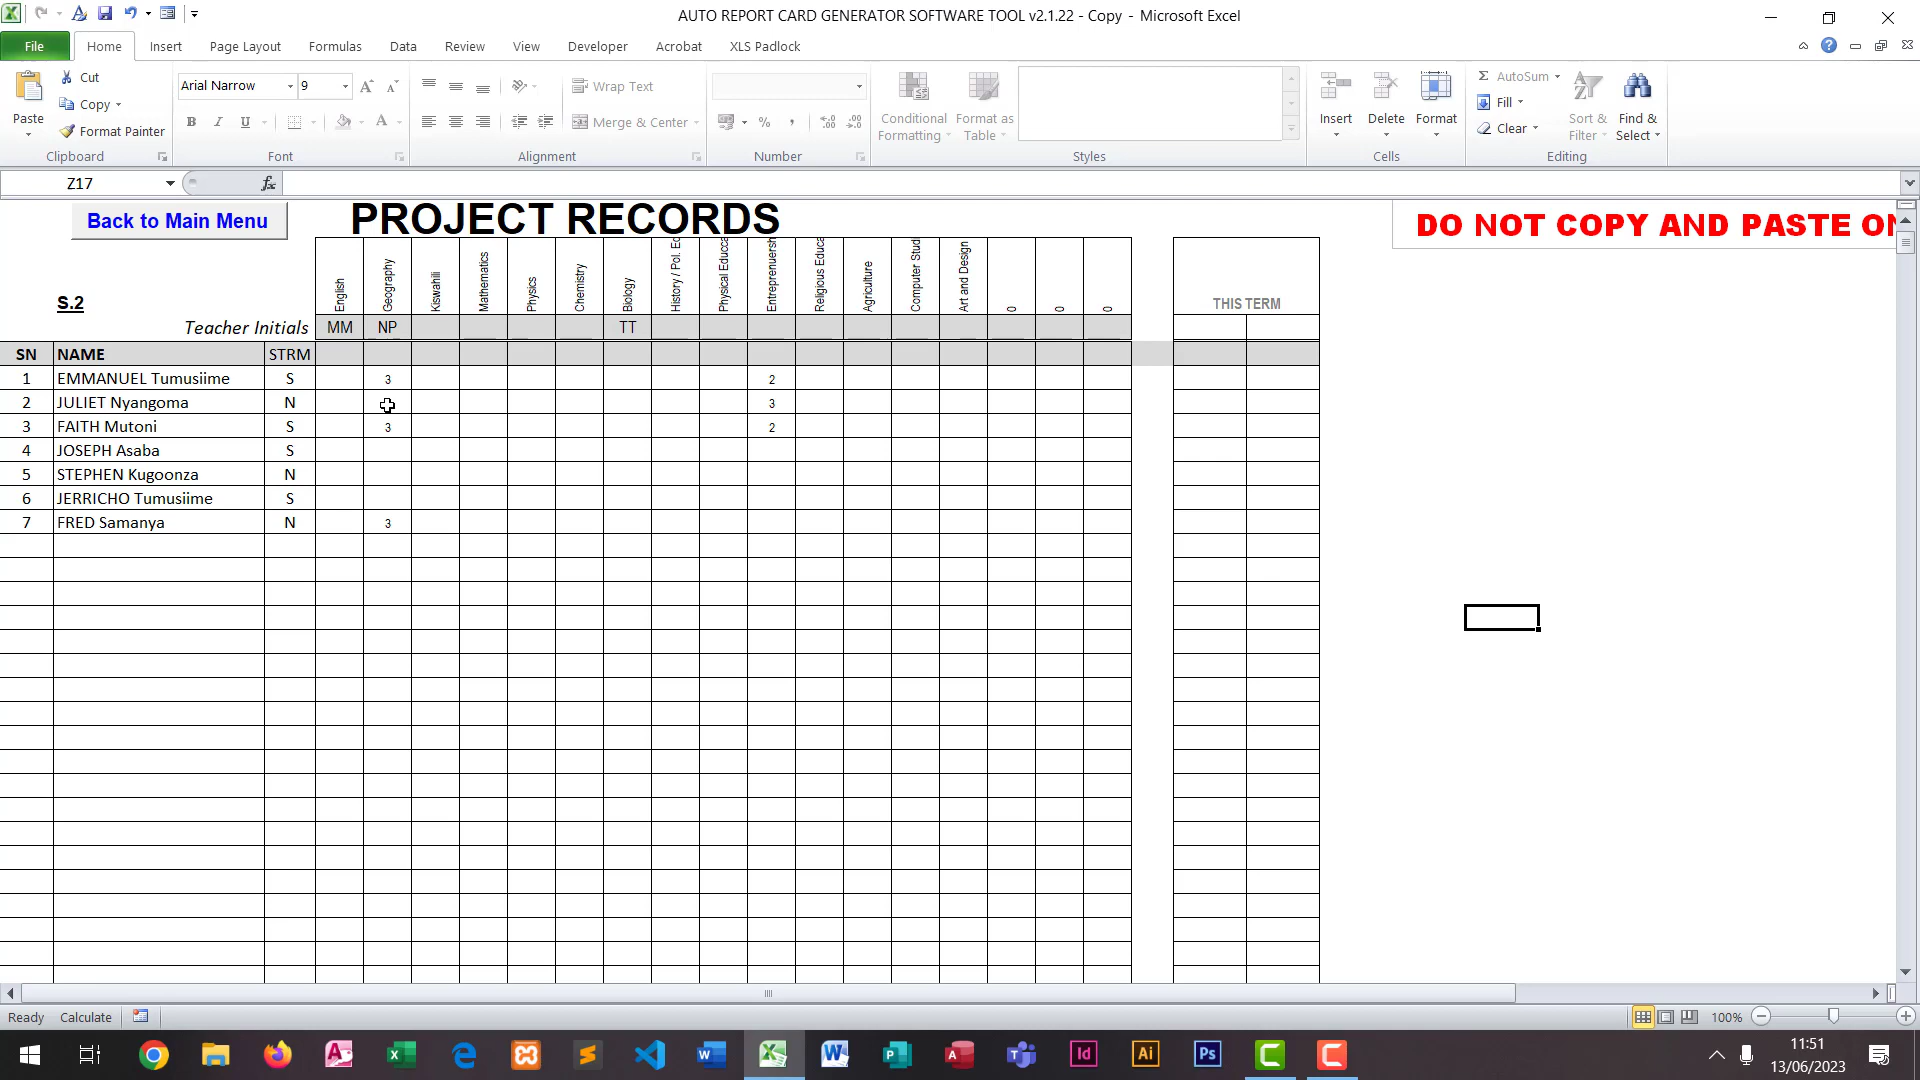 AUTO REPORT CARD GENERATOR SOFTWARE TOOL v2.1.22 - Copy - Microsoft Excel
File Home Insert Page Layout Formulas Data Review View Developer Acrobat XLS Padlock
Paste
Cut
Copy
Format Painter
Clipboard
Arial Narrow 9
B I U
Font
Wrap Text
Merge & Center
Alignment
Number
Conditional Formatting
Format as Table
Styles
Insert Delete Format
Cells
AutoSum
Fill
Clear
Sort & Filter
Find & Select
Editing
Z17
fx
Back to Main Menu
PROJECT RECORDS
DO NOT COPY AND PASTE
English Geography Kiswahili Mathematics Physics Chemistry Biology History / Pol. Ed Physical Educca Entreprenuersh Religious Educa Agriculture Computer Studi Art and Design 0 0 0
S.2
THIS TERM
Teacher Initials MM NP TT
SN NAME STRM
1 EMMANUEL Tumusiime S 3 2
2 JULIET Nyangoma N 3
3 FAITH Mutoni S 3 2
4 JOSEPH Asaba S
5 STEPHEN Kugoonza N
6 JERRICHO Tumusiime S
7 FRED Samanya N 3
Ready Calculate 100%
11:51
13/06/2023